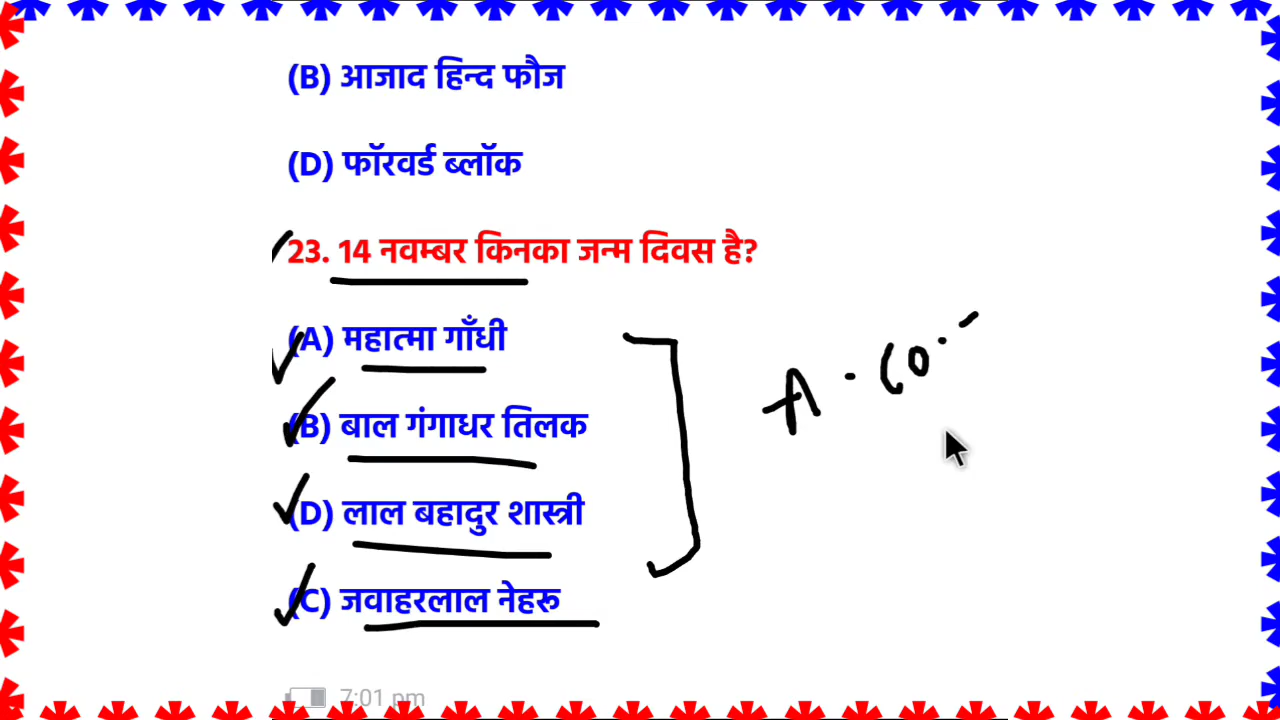 (B) आजाद हिन्द फौज
(D) फॉरवर्ड ब्लॉक
23. 14 नवम्बर किनका जन्म दिवस है?
(A) महात्मा गाँधी
(B) बाल गंगाधर तिलक
(D) लाल बहादुर शास्त्री
(C) जवाहरलाल नेहरू
7:01 pm